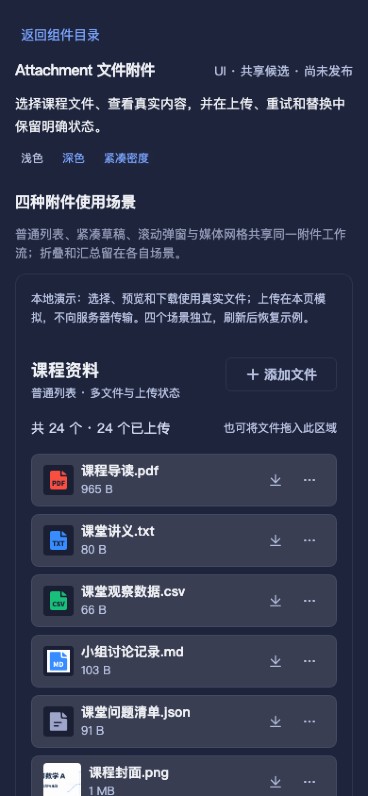 返回组件目录
Attachment 文件附件
UI · 共享候选 · 尚未发布
选择课程文件、查看真实内容，并在上传、重试和替换中
保留明确状态。
浅色 深色 紧凑密度
四种附件使用场景
普通列表、紧凑草稿、滚动弹窗与媒体网格共享同一附件工作
流；折叠和汇总留在各自场景。
本地演示：选择、预览和下载使用真实文件；上传在本页模
拟，不向服务器传输。四个场景独立，刷新后恢复示例。
课程资料
普通列表 · 多文件与上传状态
＋ 添加文件
共 24 个 · 24 个已上传
也可将文件拖入此区域
PDF
课程导读.pdf
965 B
TXT
课堂讲义.txt
80 B
CSV
课堂观察数据.csv
66 B
MD
小组讨论记录.md
103 B
课堂问题清单.json
91 B
数学 A
课程封面.png
1 MB